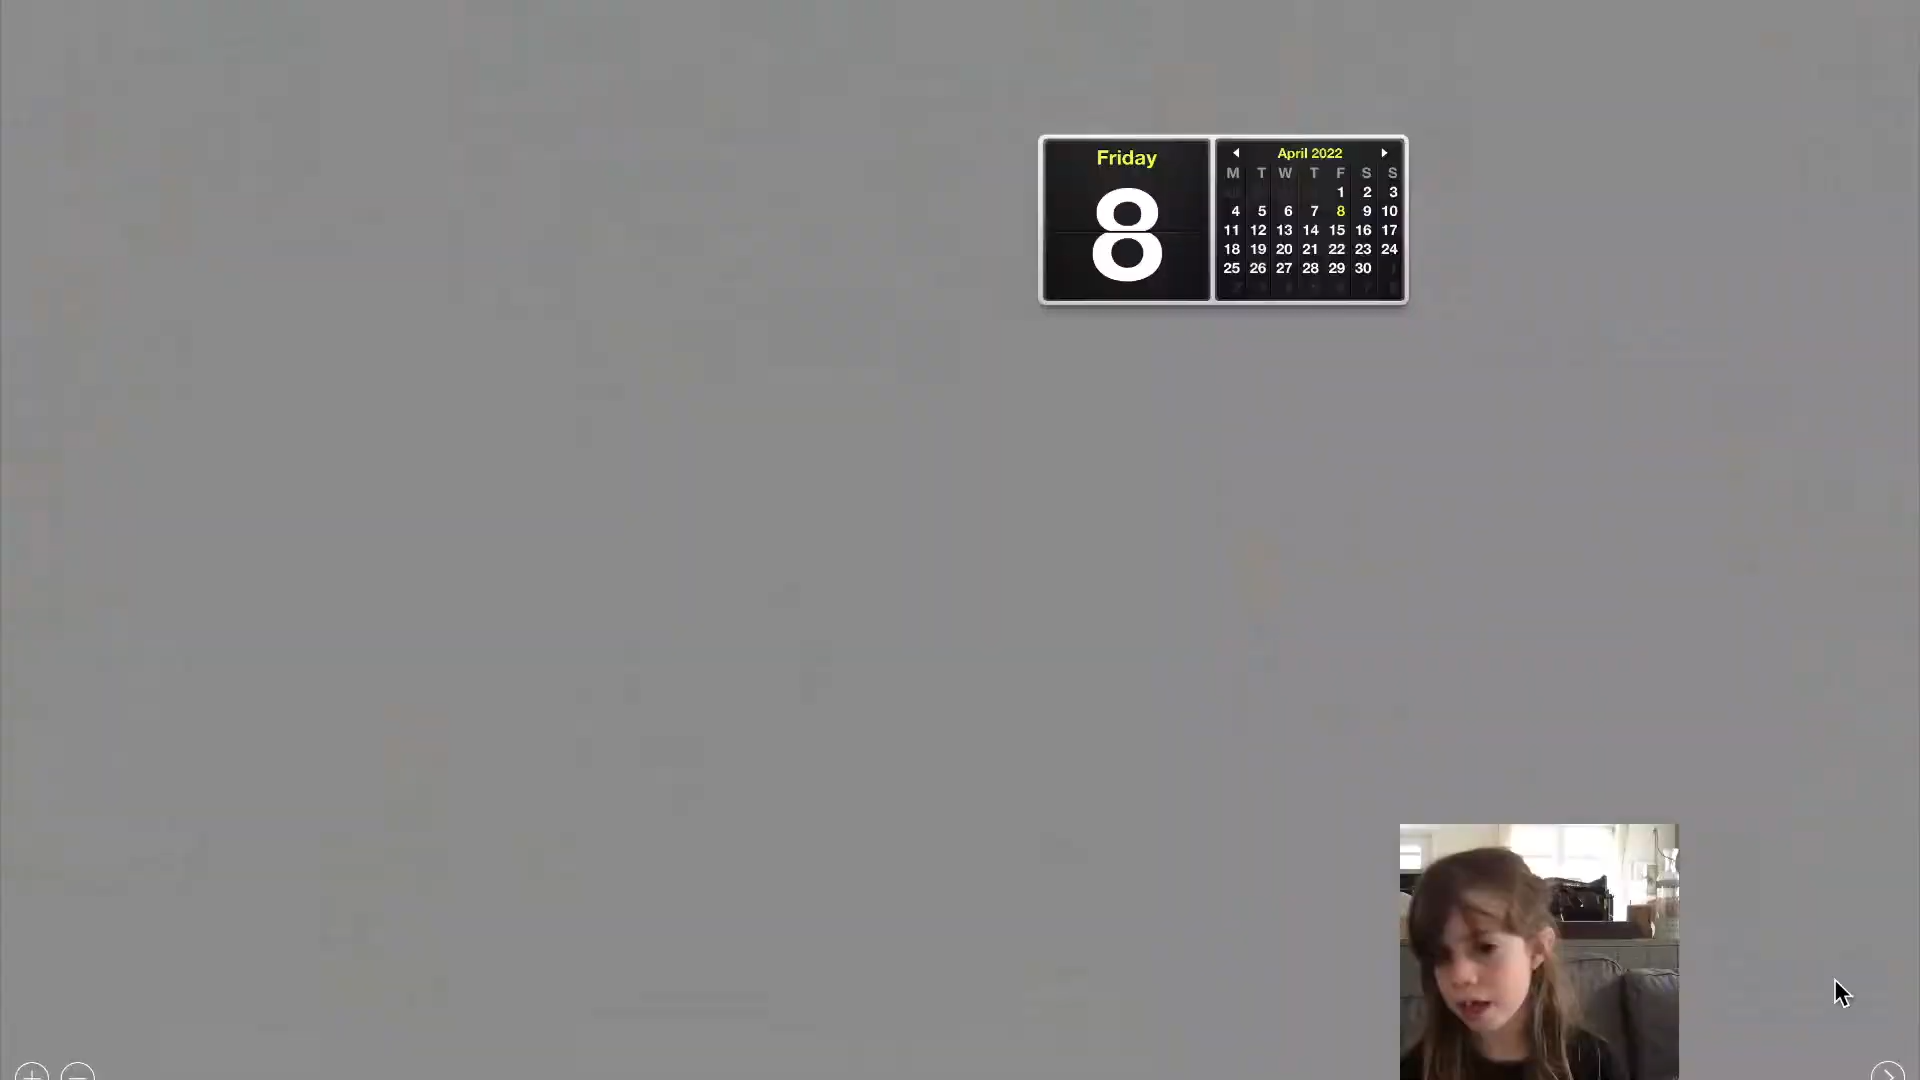 Friday
8
April 2022
M T W T F S S
1 2 3
4 5 6 7 8 9 10
11 12 13 14 15 16 17
18 19 20 21 22 23 24
25 26 27 28 29 30